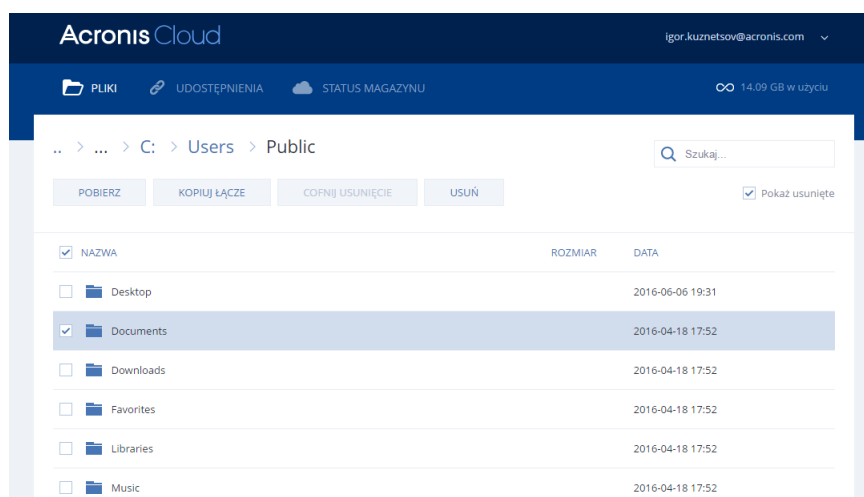 Acronis Cloud
igor.kuznetsov@acronis.com
PLIKI UDOSTĘPNIENIA STATUS MAGAZYNU 14.09 GB w użyciu
.. > ... > C: > Users > Public
Szukaj...
POBIERZ KOPIUJ ŁĄCZE COFNIJ USUNIĘCIE USUŃ
Pokaż usunięte
NAZWA ROZMIAR DATA
Desktop 2016-06-06 19:31
Documents 2016-04-18 17:52
Downloads 2016-04-18 17:52
Favorites 2016-04-18 17:52
Libraries 2016-04-18 17:52
Music 2016-04-18 17:52